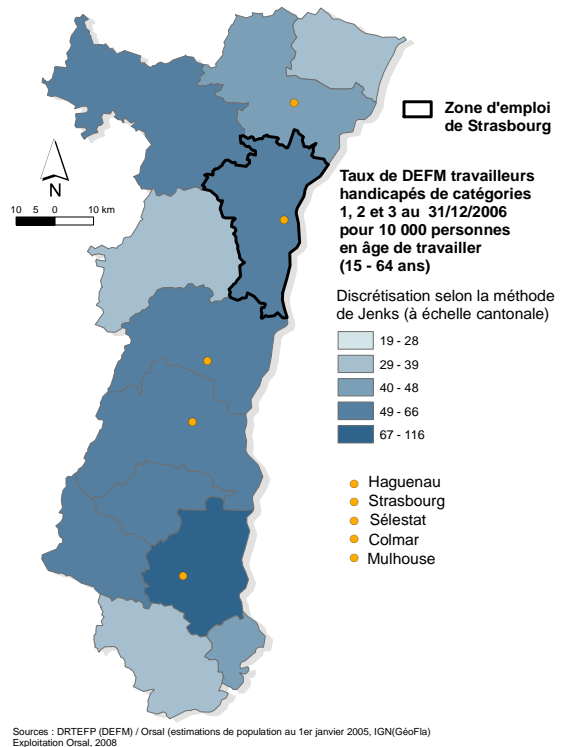 Zone d'emploi
de Strasbourg
N
10 5 0 10 km
Taux de DEFM travailleurs
handicapés de catégories
1, 2 et 3 au 31/12/2006
pour 10 000 personnes
en âge de travailler
(15 - 64 ans)
Discrétisation selon la méthode
de Jenks (à échelle cantonale)
19 - 28
29 - 39
40 - 48
49 - 66
67 - 116
Haguenau
Strasbourg
Sélestat
Colmar
Mulhouse
Sources : DRTEFP (DEFM) / Orsal (estimations de population au 1er janvier 2005, IGN(GéoFla)
Exploitation Orsal, 2008